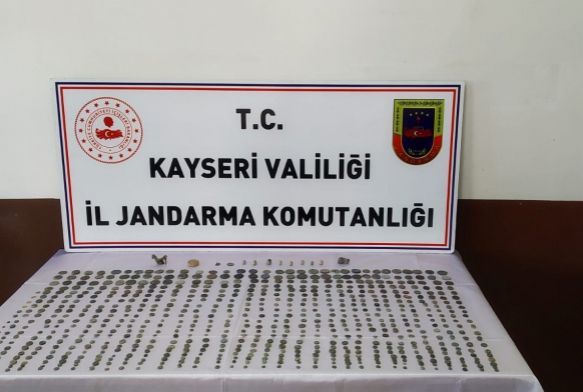 T.C.
KAYSERİ VALİLİĞİ
İL JANDARMA KOMUTANLIĞI